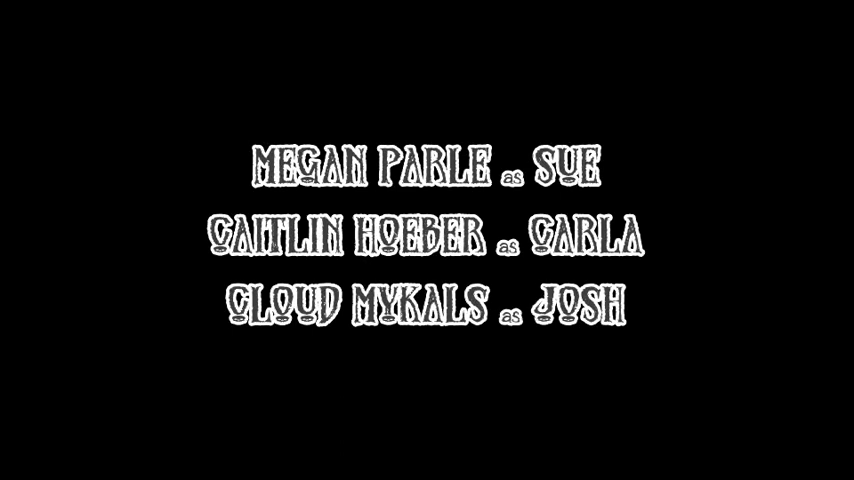 MEGAN PARLE as SUE
CAITLIN HOEBER as CARLA
CLOUD MYKALS as JOSH